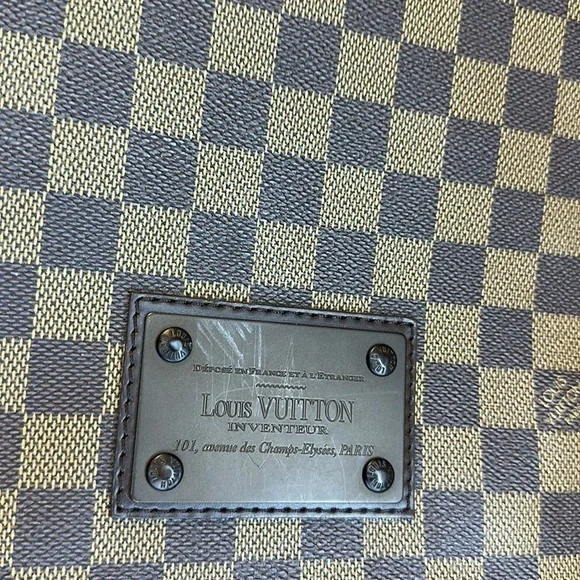 DÉPOSÉ EN FRANCE ET À L'ÉTRANGER
LOUIS VUITTON
INVENTEUR
101, avenue des Champs-Elysées, PARIS